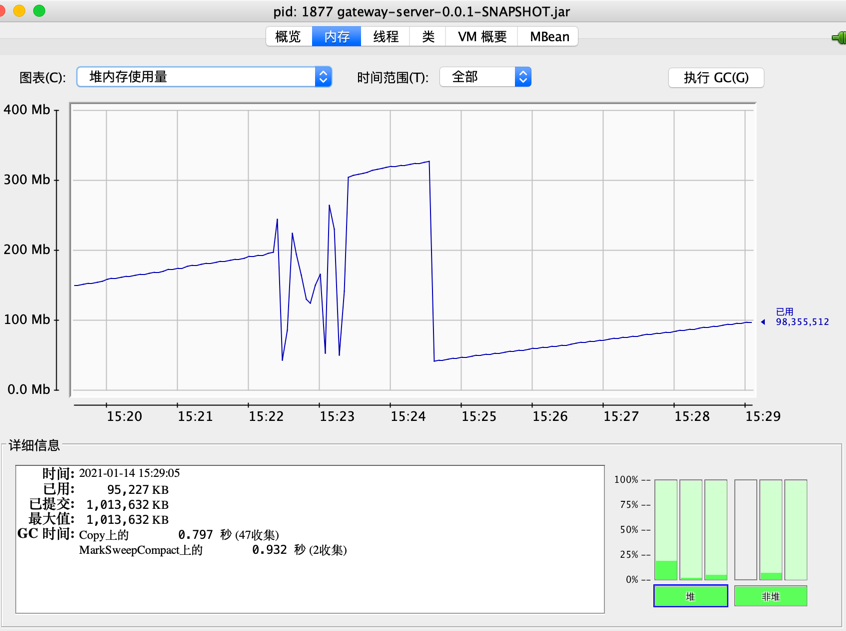 pid: 1877 gateway-server-0.0.1-SNAPSHOT.jar
概览 内存 线程 类 VM 概要 MBean
图表(C): 堆内存使用量 时间范围(T): 全部 执行 GC(G)
400 Mb
300 Mb
200 Mb
100 Mb
0.0 Mb
已用
98,355,512
15:20 15:21 15:22 15:23 15:24 15:25 15:26 15:27 15:28 15:29
详细信息
时间: 2021-01-14 15:29:05
已用: 95,227 KB
已提交: 1,013,632 KB
最大值: 1,013,632 KB
GC 时间: Copy上的 0.797 秒 (47收集)
MarkSweepCompact上的 0.932 秒 (2收集)
100%
75%
50%
25%
0%
堆 非堆